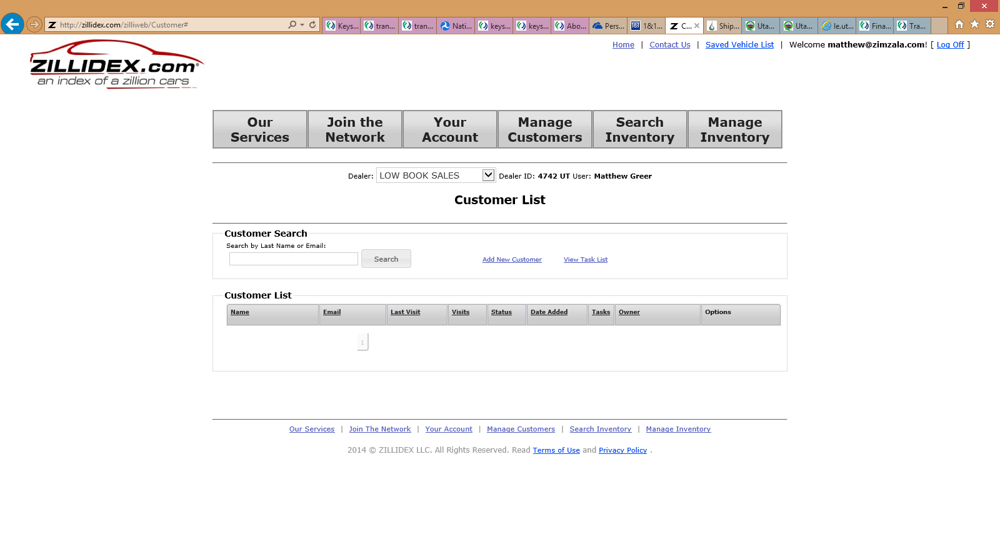 http://zillidex.com/zilliweb/Customer#
Keys...
tran...
tran...
Nati...
keys...
keys...
Abo...
Pers...
1&1...
C...
Ship...
Uta...
Uta...
le.ut...
Fina...
Tra...
Home | Contact Us | Saved Vehicle List | Welcome matthew@zimzala.com! [ Log Off ]
ZILLIDEX.com®
an index of a zillion cars
Our Services
Join the Network
Your Account
Manage Customers
Search Inventory
Manage Inventory
Dealer: LOW BOOK SALES Dealer ID: 4742 UT User: Matthew Greer
Customer List
Customer Search
Search by Last Name or Email:
Search
Add New Customer
View Task List
Customer List
Name Email Last Visit Visits Status Date Added Tasks Owner Options
1
Our Services | Join The Network | Your Account | Manage Customers | Search Inventory | Manage Inventory
2014 © ZILLIDEX LLC. All Rights Reserved. Read Terms of Use and Privacy Policy .